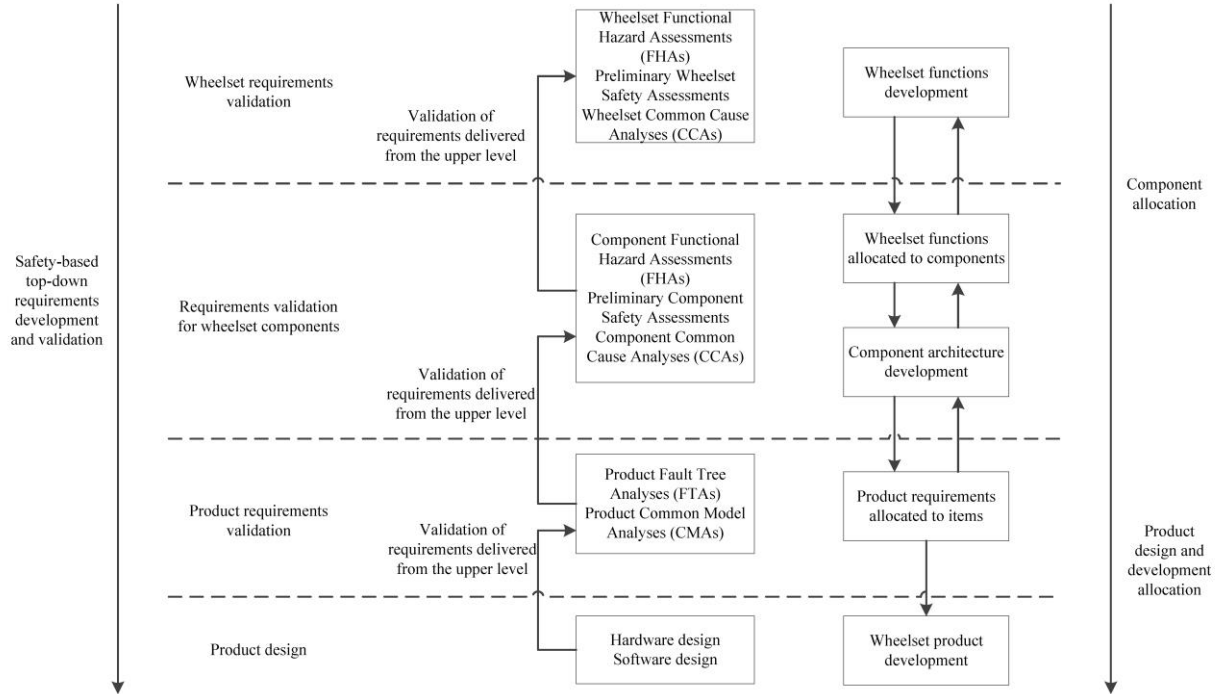 Wheelset Functional
Hazard Assessments
(FHAs)
Preliminary Wheelset
Safety Assessments
Wheelset Common Cause
Analyses (CCAs)
Wheelset requirements
validation
Wheelset functions
development
Validation of
requirements delivered
from the upper level
Component
allocation
Safety-based
top-down
requirements
development
and validation
Requirements validation
for wheelset components
Component Functional
Hazard Assessments
(FHAs)
Preliminary Component
Safety Assessments
Component Common
Cause Analyses (CCAs)
Wheelset functions
allocated to components
Component architecture
development
Validation of
requirements delivered
from the upper level
Product requirements
validation
Product Fault Tree
Analyses (FTAs)
Product Common Model
Analyses (CMAs)
Product requirements
allocated to items
Validation of
requirements delivered
from the upper level
Product
design and
development
allocation
Product design
Hardware design
Software design
Wheelset product
development